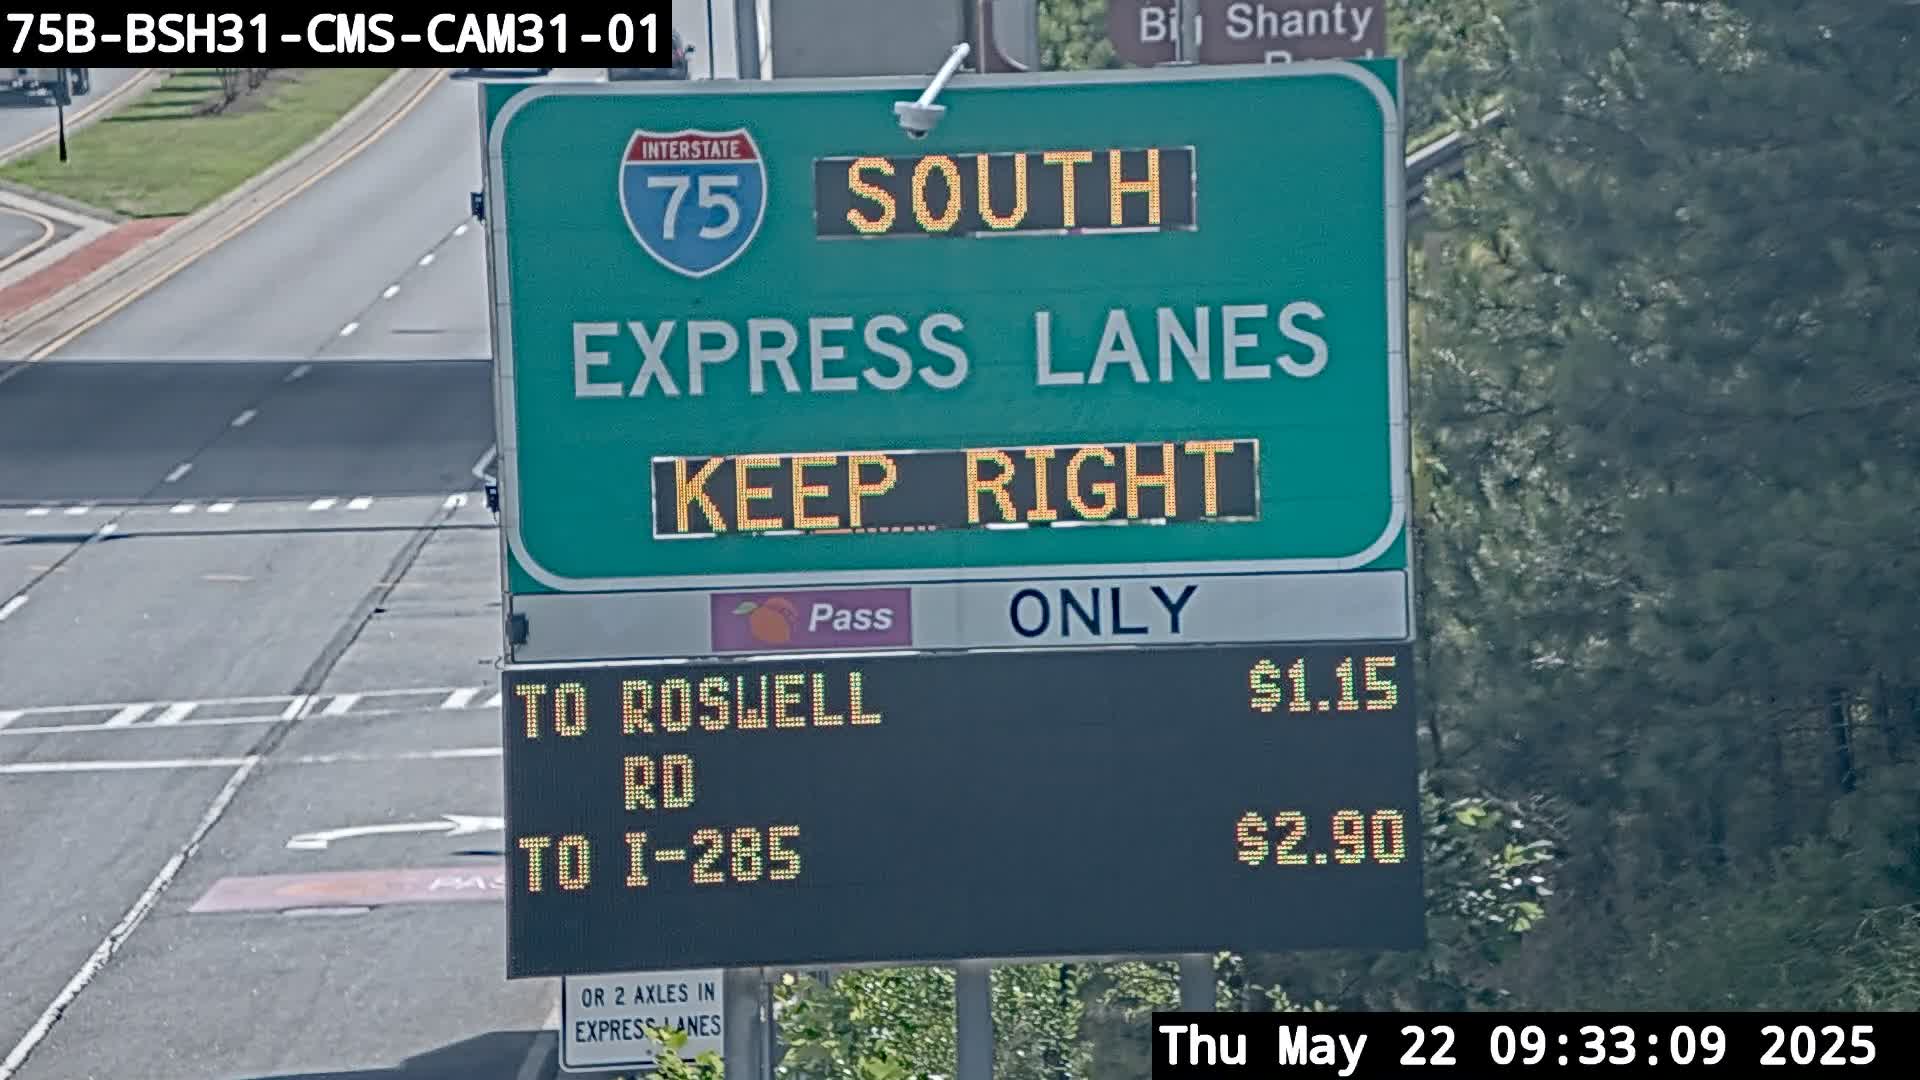 75B-BSH31-CMS-CAM31-01
Big Shanty
INTERSTATE
75
SOUTH
EXPRESS LANES
KEEP RIGHT
Pass ONLY
TO ROSWELL $1.15
RD
TO I-285 $2.90
OR 2 AXLES IN
EXPRESS LANES
Thu May 22 09:33:09 2025